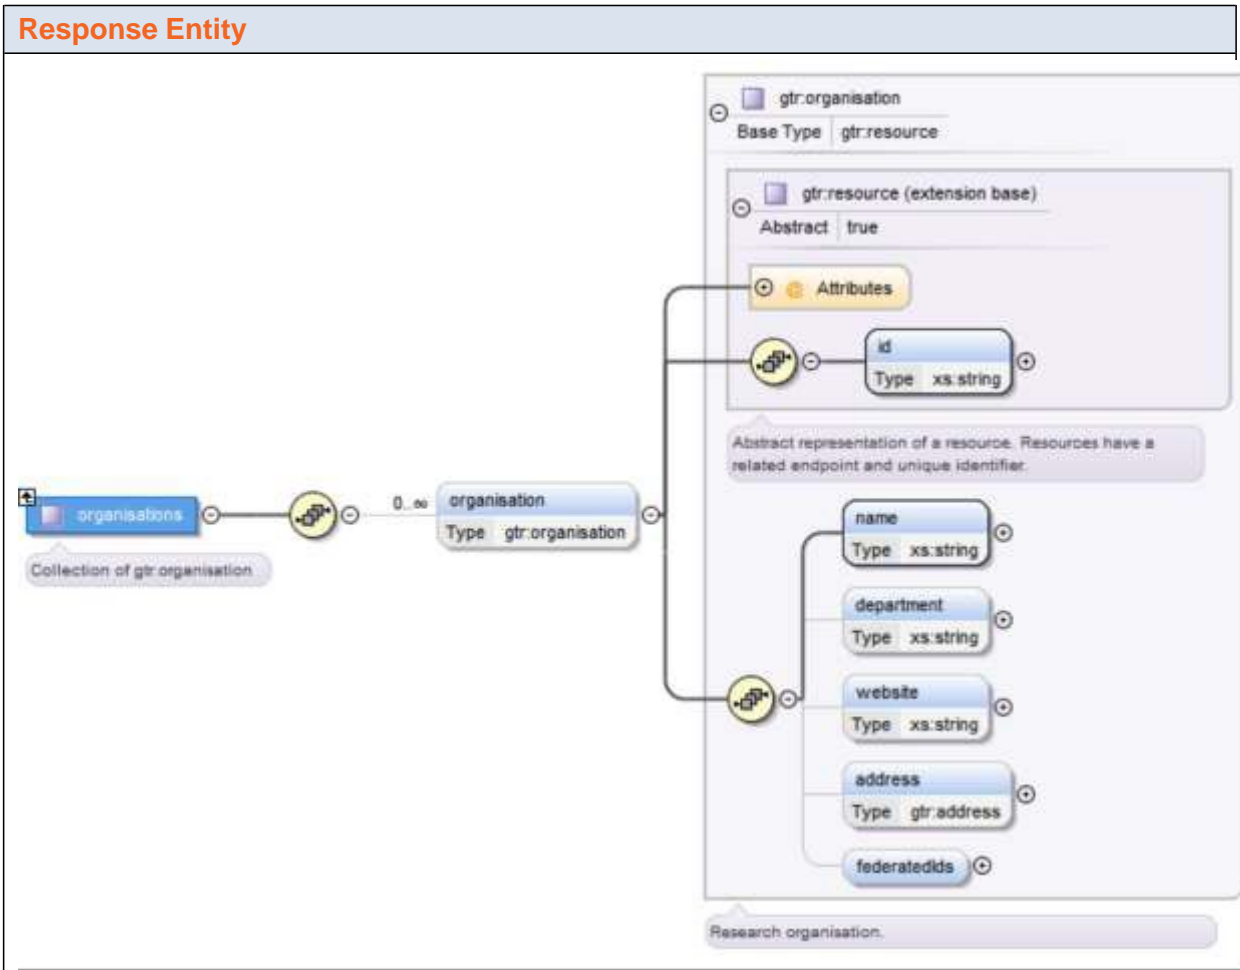 Response Entity
gtr:organisation
Base Type gtr:resource
gtr:resource (extension base)
Abstract true
Attributes
id
Type xs:string
Abstract representation of a resource. Resources have a
related endpoint and unique identifier.
organisations
0..∞
organisation
Type gtr:organisation
Collection of gtr:organisation
name
Type xs:string
department
Type xs:string
website
Type xs:string
address
Type gtr:address
federatedIds
Research organisation.